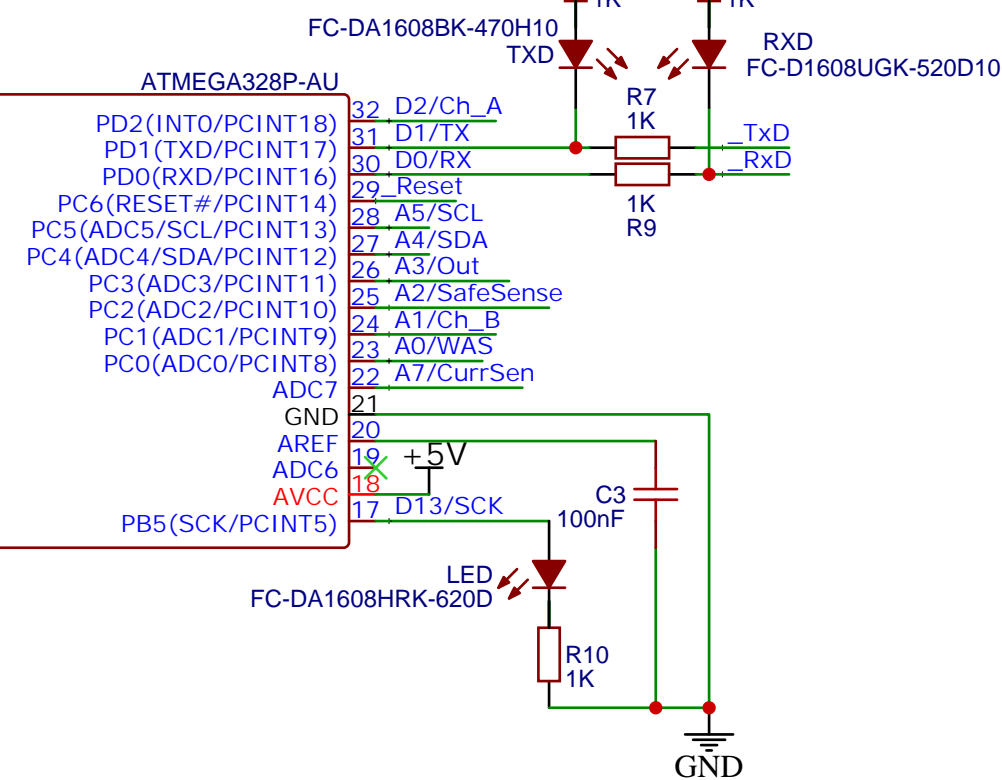 1K
1K
FC-DA1608BK-470H10
TXD
RXD
FC-D1608UGK-520D10
ATMEGA328P-AU
R7
1K
PD2(INT0/PCINT18) 32 D2/Ch_A
PD1(TXD/PCINT17) 31 D1/TX _TxD
PD0(RXD/PCINT16) 30 D0/RX _RxD
1K
R9
PC6(RESET#/PCINT14) 29 _Reset
PC5(ADC5/SCL/PCINT13) 28 A5/SCL
PC4(ADC4/SDA/PCINT12) 27 A4/SDA
PC3(ADC3/PCINT11) 26 A3/Out
PC2(ADC2/PCINT10) 25 A2/SafeSense
PC1(ADC1/PCINT9) 24 A1/Ch_B
PC0(ADC0/PCINT8) 23 A0/WAS
ADC7 22 A7/CurrSen
GND 21
AREF 20
ADC6 19
+5V
AVCC 18
PB5(SCK/PCINT5) 17 D13/SCK
C3
100nF
LED
FC-DA1608HRK-620D
R10
1K
GND